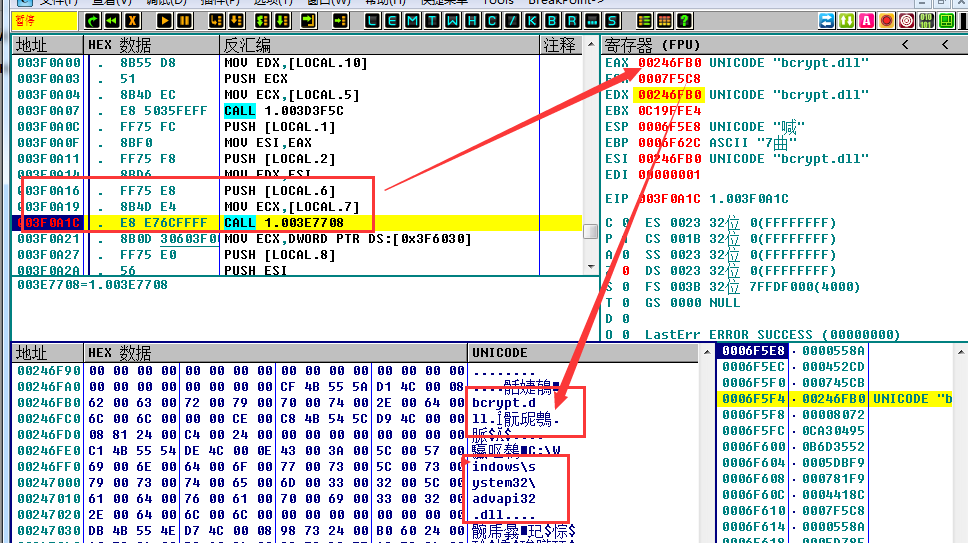 查看(V) 调试(D) 插件(P) 选项(T) 窗口(W) 帮助(H) 快捷菜单 Tools BreakPoint->
暂停
L E M T W H C / K B R ... S
地址 HEX 数据 反汇编 注释
003F0A00 . 8B55 D8 MOV EDX,[LOCAL.10]
003F0A03 . 51 PUSH ECX
003F0A04 . 8B4D EC MOV ECX,[LOCAL.5]
003F0A07 . E8 5035FEFF CALL 1.003D3F5C
003F0A0C . FF75 FC PUSH [LOCAL.1]
003F0A0F . 8BF0 MOV ESI,EAX
003F0A11 . FF75 F8 PUSH [LOCAL.2]
003F0A14 . 8BD6 MOV EDX,ESI
003F0A16 . FF75 E8 PUSH [LOCAL.6]
003F0A19 . 8B4D E4 MOV ECX,[LOCAL.7]
003F0A1C . E8 E76CFFFF CALL 1.003E7708
003F0A21 . 8B0D 30603F00 MOV ECX,DWORD PTR DS:[0x3F6030]
003F0A27 . FF75 E0 PUSH [LOCAL.8]
003F0A2A . 56 PUSH ESI
003E7708=1.003E7708
寄存器 (FPU) < <
EAX 00246FB0 UNICODE "bcrypt.dll"
0007F5C8
EDX 00246FB0 UNICODE "bcrypt.dll"
EBX 0C19FFE4
ESP 0006F5E8 UNICODE "喊"
EBP 0006F62C ASCII "7曲"
ESI 00246FB0 UNICODE "bcrypt.dll"
EDI 00000001
EIP 003F0A1C 1.003F0A1C
C 0 ES 0023 32位 0(FFFFFFFF)
P CS 001B 32位 0(FFFFFFFF)
A 0 SS 0023 32位 0(FFFFFFFF)
0 DS 0023 32位 0(FFFFFFFF)
S 0 FS 003B 32位 7FFDF000(4000)
T 0 GS 0000 NULL
D 0
O 0 LastErr ERROR_SUCCESS (00000000)
地址 HEX 数据 UNICODE
00246F90 00 00 00 00 00 00 00 00 00 00 00 00 00 00 00 00 ........
00246FA0 00 00 00 00 00 00 00 00 CF 4B 55 5A D1 4C 00 08
00246FB0 62 00 63 00 72 00 79 00 70 00 74 00 2E 00 64 00 bcrypt.d
00246FC0 6C 00 6C 00 00 00 CE 00 C8 4B 54 5C D9 4C 00 00 ll.
00246FD0 08 81 24 00 C4 00 24 00 00 00 00 00 00 00 00 00
00246FE0 C1 4B 55 54 DE 4C 00 0E 43 00 3A 00 5C 00 57 00 C:\W
00246FF0 69 00 6E 00 64 00 6F 00 77 00 73 00 5C 00 73 00 indows\s
00247000 79 00 73 00 74 00 65 00 6D 00 33 00 32 00 5C 00 ystem32\
00247010 61 00 64 00 76 00 61 00 70 00 69 00 33 00 32 00 advapi32
00247020 2E 00 64 00 6C 00 6C 00 00 00 00 00 00 00 00 00 .dll....
00247030 DB 4B 55 4E D7 4C 00 08 98 73 24 00 B0 60 24 00
0006F5E8 · 0000558A
0006F5EC · 000452CD
0006F5F0 · 000745CB
0006F5F4 · 00246FB0 UNICODE "b
0006F5F8 · 00008072
0006F5FC · 0CA30495
0006F600 · 0B6D3552
0006F604 · 0005DBF9
0006F608 · 000781F9
0006F60C · 0004418C
0006F610 · 0007F5C8
0006F614 · 0000558A